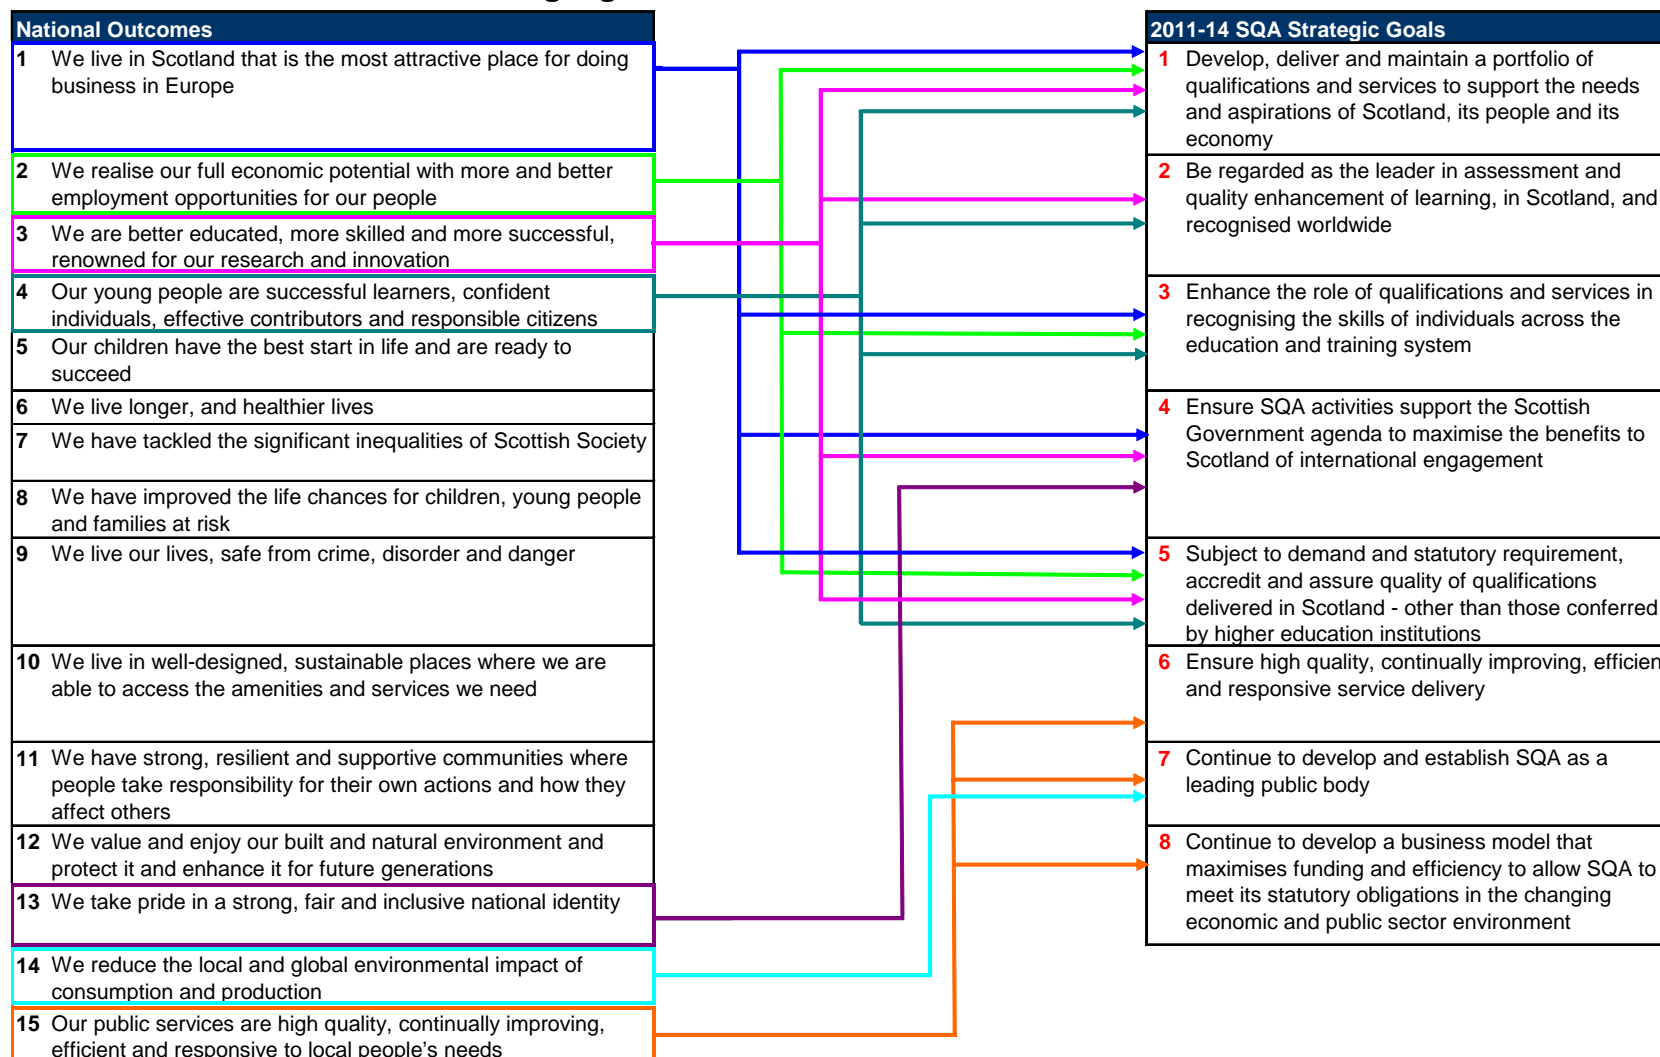 National Outcomes
1 We live in Scotland that is the most attractive place for doing
business in Europe
2 We realise our full economic potential with more and better
employment opportunities for our people
3 We are better educated, more skilled and more successful,
renowned for our research and innovation
4 Our young people are successful learners, confident
individuals, effective contributors and responsible citizens
5 Our children have the best start in life and are ready to
succeed
6 We live longer, and healthier lives
7 We have tackled the significant inequalities of Scottish Society
8 We have improved the life chances for children, young people
and families at risk
9 We live our lives, safe from crime, disorder and danger
10 We live in well-designed, sustainable places where we are
able to access the amenities and services we need
11 We have strong, resilient and supportive communities where
people take responsibility for their own actions and how they
affect others
12 We value and enjoy our built and natural environment and
protect it and enhance it for future generations
13 We take pride in a strong, fair and inclusive national identity
14 We reduce the local and global environmental impact of
consumption and production
15 Our public services are high quality, continually improving,
efficient and responsive to local people's needs
2011-14 SQA Strategic Goals
1 Develop, deliver and maintain a portfolio of
qualifications and services to support the needs
and aspirations of Scotland, its people and its
economy
2 Be regarded as the leader in assessment and
quality enhancement of learning, in Scotland, and
recognised worldwide
3 Enhance the role of qualifications and services in
recognising the skills of individuals across the
education and training system
4 Ensure SQA activities support the Scottish
Government agenda to maximise the benefits to
Scotland of international engagement
5 Subject to demand and statutory requirement,
accredit and assure quality of qualifications
delivered in Scotland - other than those conferred
by higher education institutions
6 Ensure high quality, continually improving, efficien
and responsive service delivery
7 Continue to develop and establish SQA as a
leading public body
8 Continue to develop a business model that
maximises funding and efficiency to allow SQA to
meet its statutory obligations in the changing
economic and public sector environment